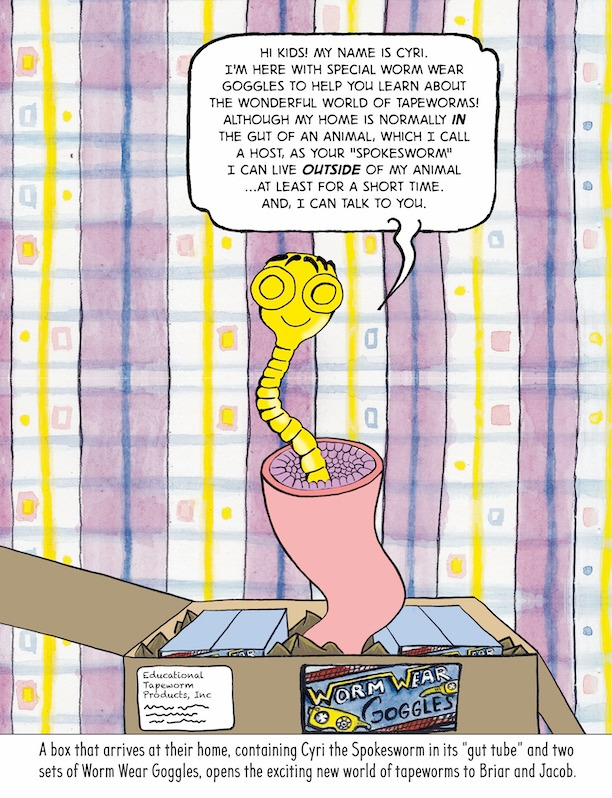 HI KIDS! MY NAME IS CYRI.
I'M HERE WITH SPECIAL WORM WEAR
GOGGLES TO HELP YOU LEARN ABOUT
THE WONDERFUL WORLD OF TAPEWORMS!
ALTHOUGH MY HOME IS NORMALLY IN
THE GUT OF AN ANIMAL, WHICH I CALL
A HOST, AS YOUR "SPOKESWORM"
I CAN LIVE OUTSIDE OF MY ANIMAL
...AT LEAST FOR A SHORT TIME.
AND, I CAN TALK TO YOU.
Educational
Tapeworm
Products, Inc
WORM WEAR
GOGGLES
A box that arrives at their home, containing Cyri the Spokesworm in its "gut tube" and two
sets of Worm Wear Goggles, opens the exciting new world of tapeworms to Briar and Jacob.